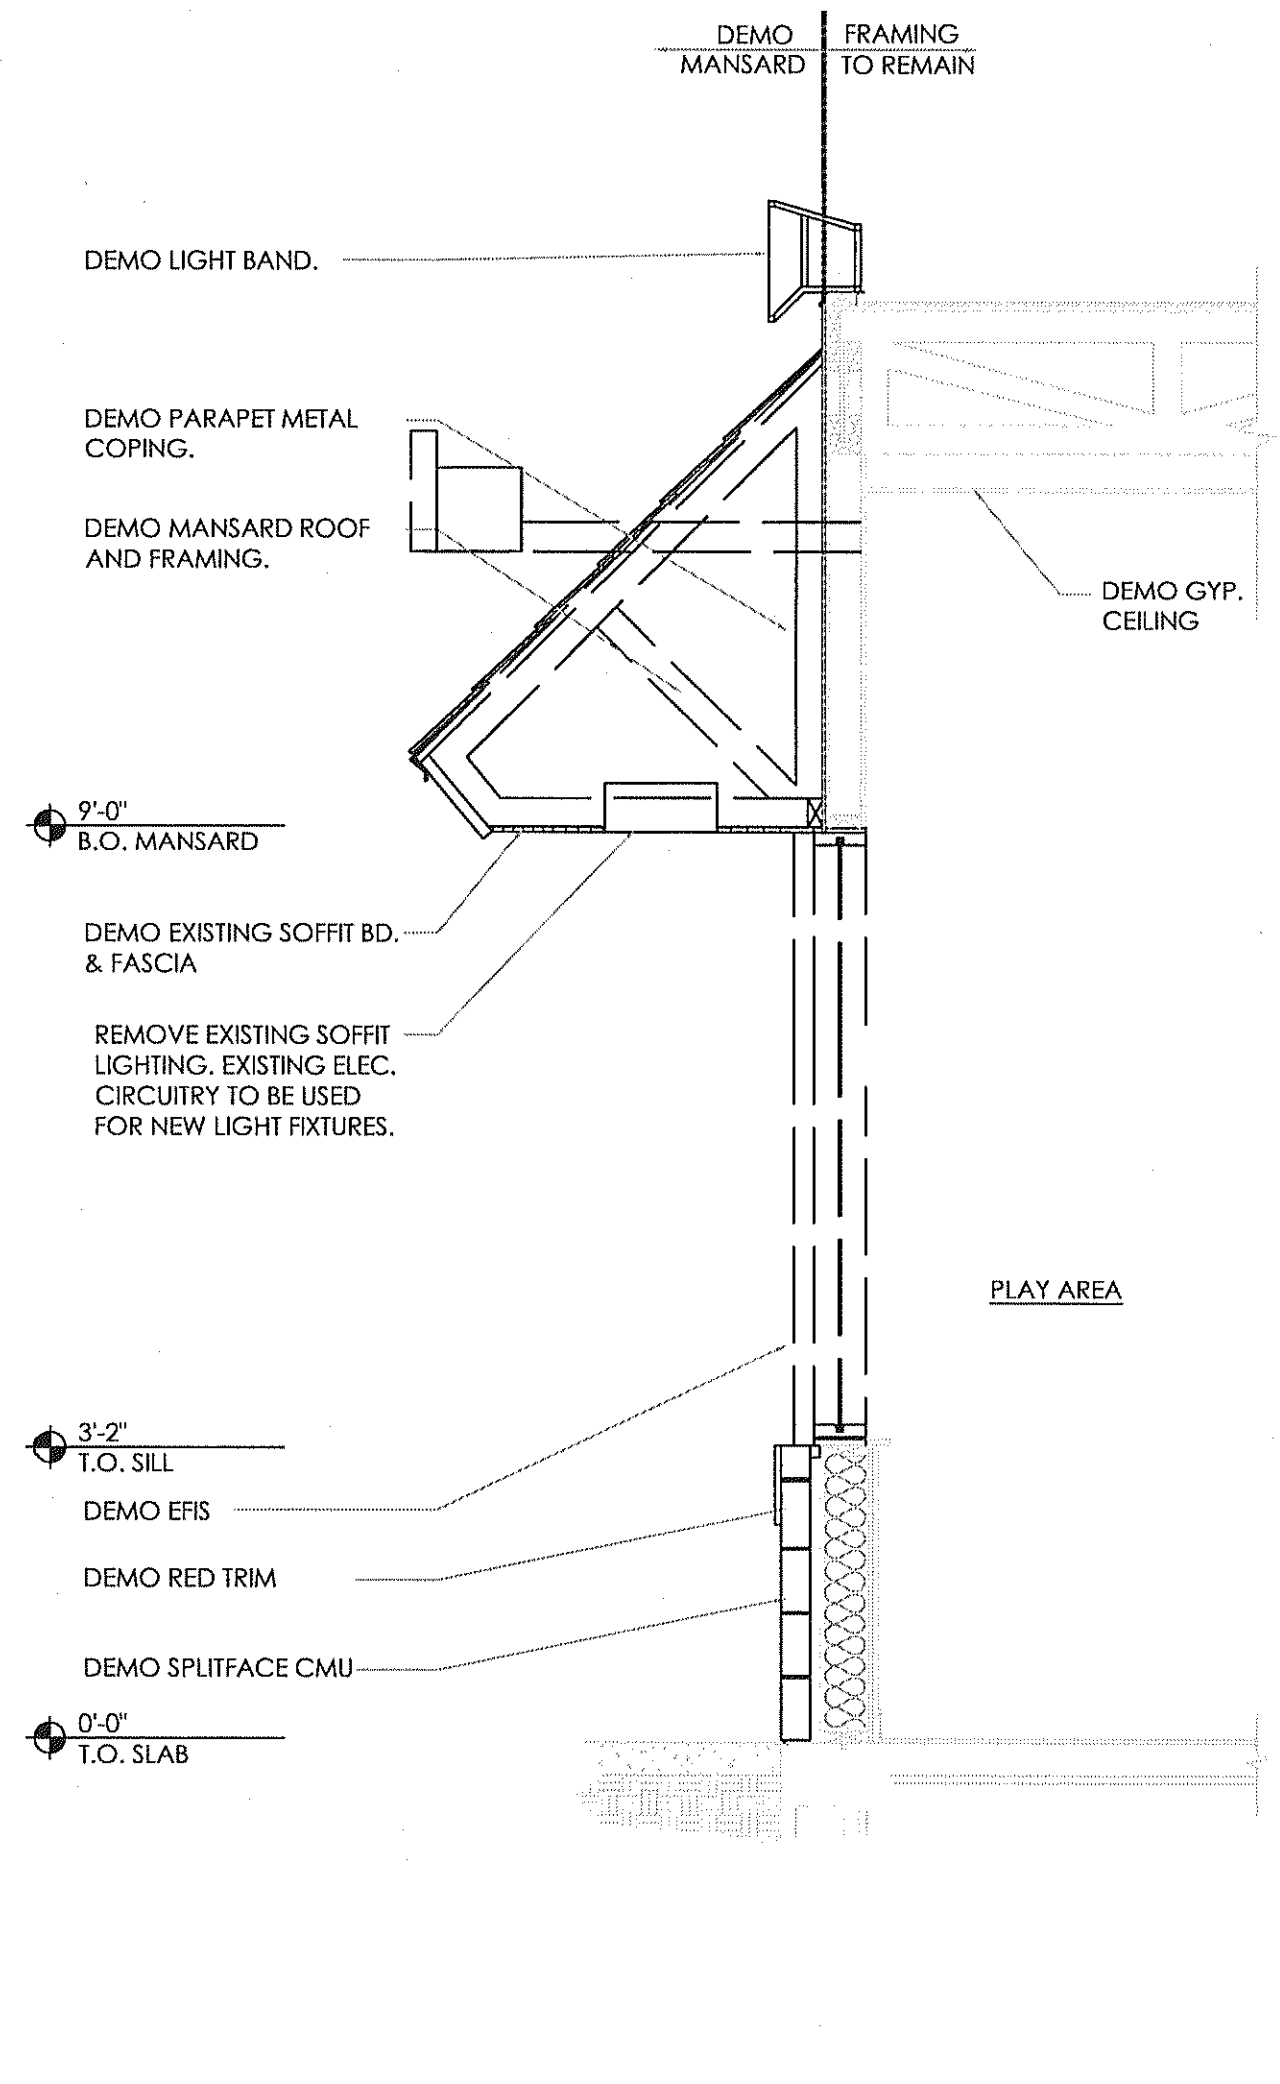 DEMO
MANSARD
FRAMING
TO REMAIN
DEMO LIGHT BAND.
DEMO PARAPET METAL
COPING.
DEMO MANSARD ROOF
AND FRAMING.
DEMO GYP.
CEILING
9'-0"
B.O. MANSARD
DEMO EXISTING SOFFIT BD.
& FASCIA
REMOVE EXISTING SOFFIT
LIGHTING. EXISTING ELEC.
CIRCUITRY TO BE USED
FOR NEW LIGHT FIXTURES.
PLAY AREA
3'-2"
T.O. SILL
DEMO EFIS
DEMO RED TRIM
DEMO SPLITFACE CMU
0'-0"
T.O. SLAB